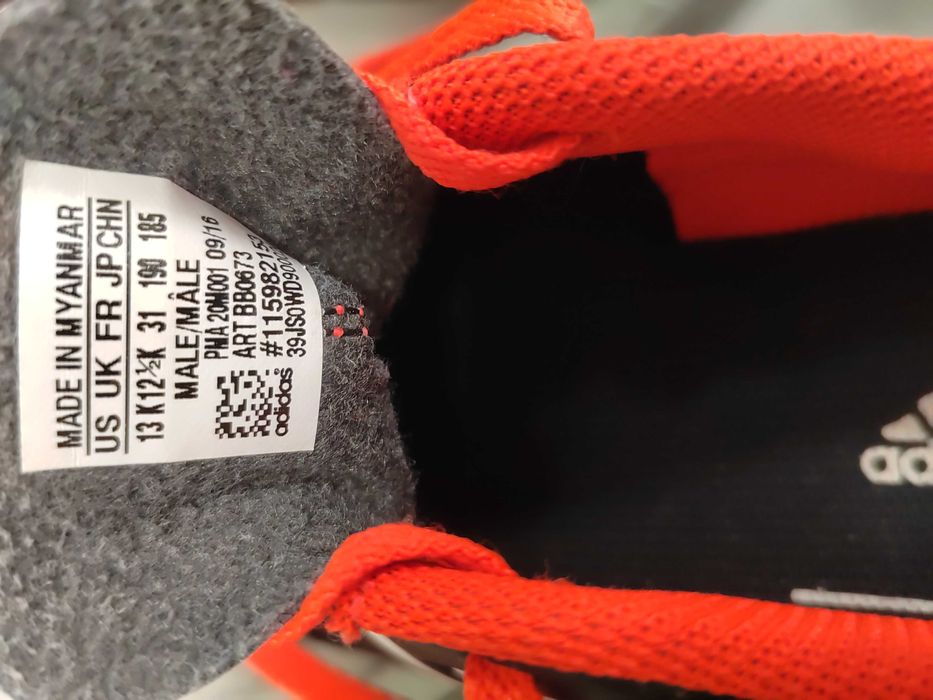 MADE IN MYANMAR
US UK FR JP CHN
13 K 12½K 31 190 185
MALE/MÂLE
PMA 20M001 09/16
ART BB0673
adidas®